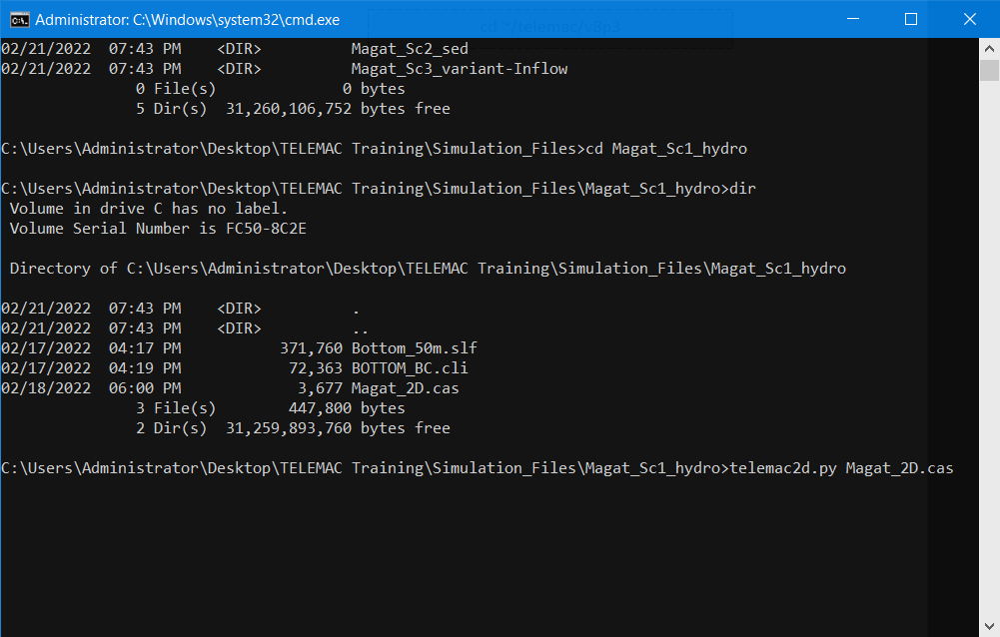 Administrator: C:\Windows\system32\cmd.exe
cd "/telemac/v8p3
02/21/2022  07:43 PM    <DIR>          Magat_Sc2_sed
02/21/2022  07:43 PM    <DIR>          Magat_Sc3_variant-Inflow
               0 File(s)              0 bytes
               5 Dir(s)  31,260,106,752 bytes free
C:\Users\Administrator\Desktop\TELEMAC Training\Simulation_Files>cd Magat_Sc1_hydro
C:\Users\Administrator\Desktop\TELEMAC Training\Simulation_Files\Magat_Sc1_hydro>dir
 Volume in drive C has no label.
 Volume Serial Number is FC50-8C2E
 Directory of C:\Users\Administrator\Desktop\TELEMAC Training\Simulation_Files\Magat_Sc1_hydro
02/21/2022  07:43 PM    <DIR>          .
02/21/2022  07:43 PM    <DIR>          ..
02/17/2022  04:17 PM           371,760 Bottom_50m.slf
02/17/2022  04:19 PM            72,363 BOTTOM_BC.cli
02/18/2022  06:00 PM             3,677 Magat_2D.cas
               3 File(s)        447,800 bytes
               2 Dir(s)  31,259,893,760 bytes free
C:\Users\Administrator\Desktop\TELEMAC Training\Simulation_Files\Magat_Sc1_hydro>telemac2d.py Magat_2D.cas